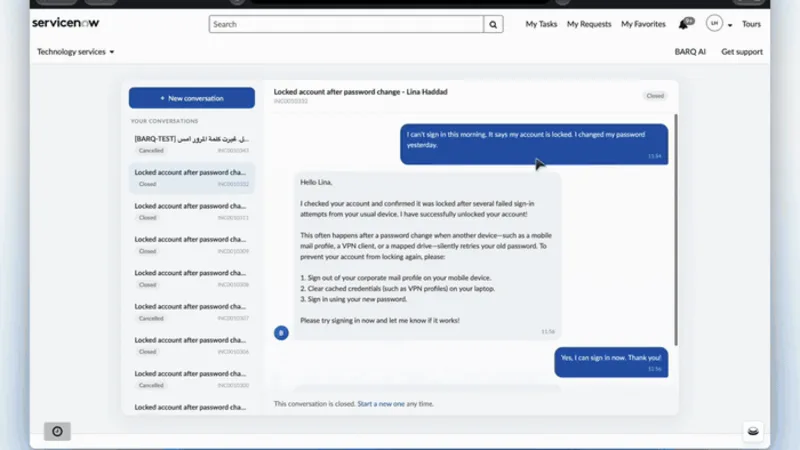 servicenow
Search
My Tasks
My Requests
My Favorites
LH
Tours
Technology services
BARQ AI
Get support
+ New conversation
YOUR CONVERSATIONS
[BARQ-TEST] ل. غيرت كلمة المرور امس...
Cancelled
Locked account after password cha...
Closed
Locked account after password cha...
Closed
Locked account after password cha...
Closed
Locked account after password cha...
Closed
Locked account after password cha...
Cancelled
Locked account after password cha...
Closed
Locked account after password cha...
Cancelled
Locked account after password cha...
Locked account after password change - Lina Haddad
Closed
I can't sign in this morning. It says my account is locked. I changed my password
yesterday.
11:54
Hello Lina,
I checked your account and confirmed it was locked after several failed sign-in
attempts from your usual device. I have successfully unlocked your account!
This often happens after a password change when another device—such as a mobile
mail profile, a VPN client, or a mapped drive—silently retries your old password. To
prevent your account from locking again, please:
1. Sign out of your corporate mail profile on your mobile device.
2. Clear cached credentials (such as VPN profiles) on your laptop.
3. Sign in using your new password.
Please try signing in now and let me know if it works!
11:56
B
Yes, I can sign in now. Thank you!
11:56
This conversation is closed. Start a new one any time.